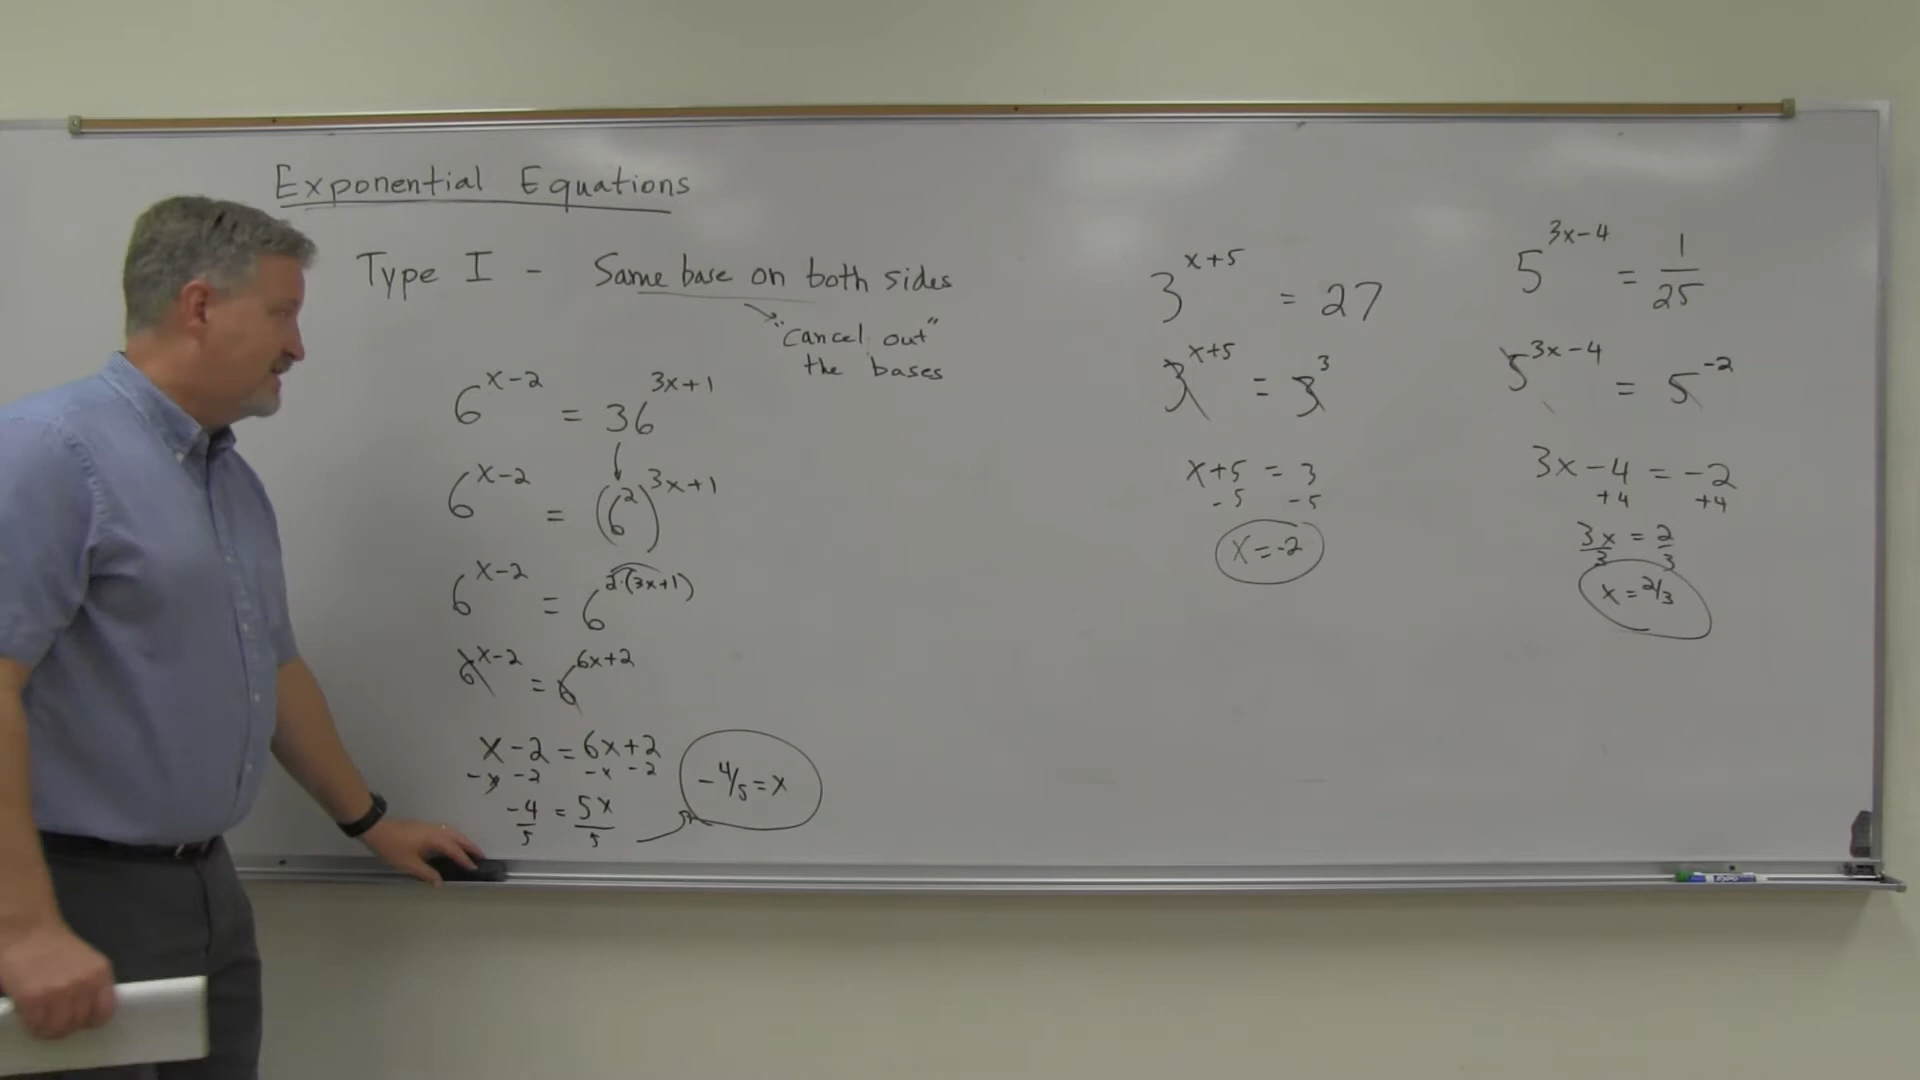 Exponential Equations
Type I - Same base on both sides
"Cancel out"
the bases
6^(x-2) = 36^(3x+1)
6^(x-2) = (6^2)^(3x+1)
6^(x-2) = 6^(2·(3x+1))
6^(x-2) = 6^(6x+2)
x-2 = 6x+2
-x -2 -x -2
-4/5 = 5x/5
-4/5 = x
3^(x+5) = 27
3^(x+5) = 3^3
x+5 = 3
-5 -5
x = -2
5^(3x-4) = 1/25
5^(3x-4) = 5^(-2)
3x-4 = -2
+4 +4
3x/3 = 2/3
x = 2/3
EXPO